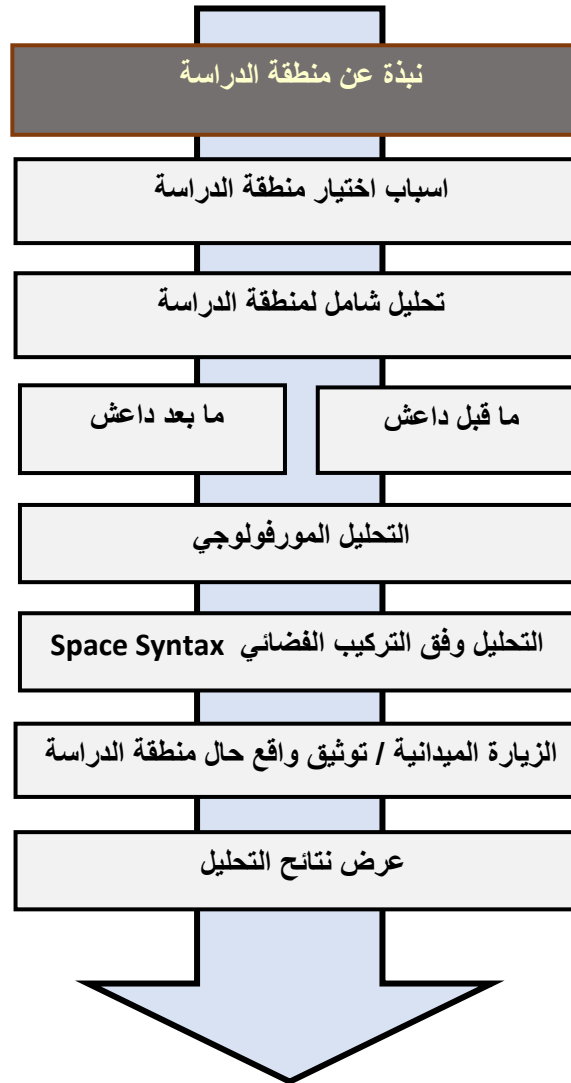 نبذة عن منطقة الدراسة
اسباب اختيار منطقة الدراسة
تحليل شامل لمنطقة الدراسة
ما قبل داعش
ما بعد داعش
التحليل المورفولوجي
التحليل وفق التركيب الفضائي Space Syntax
الزيارة الميدانية / توثيق واقع حال منطقة الدراسة
عرض نتائح التحليل